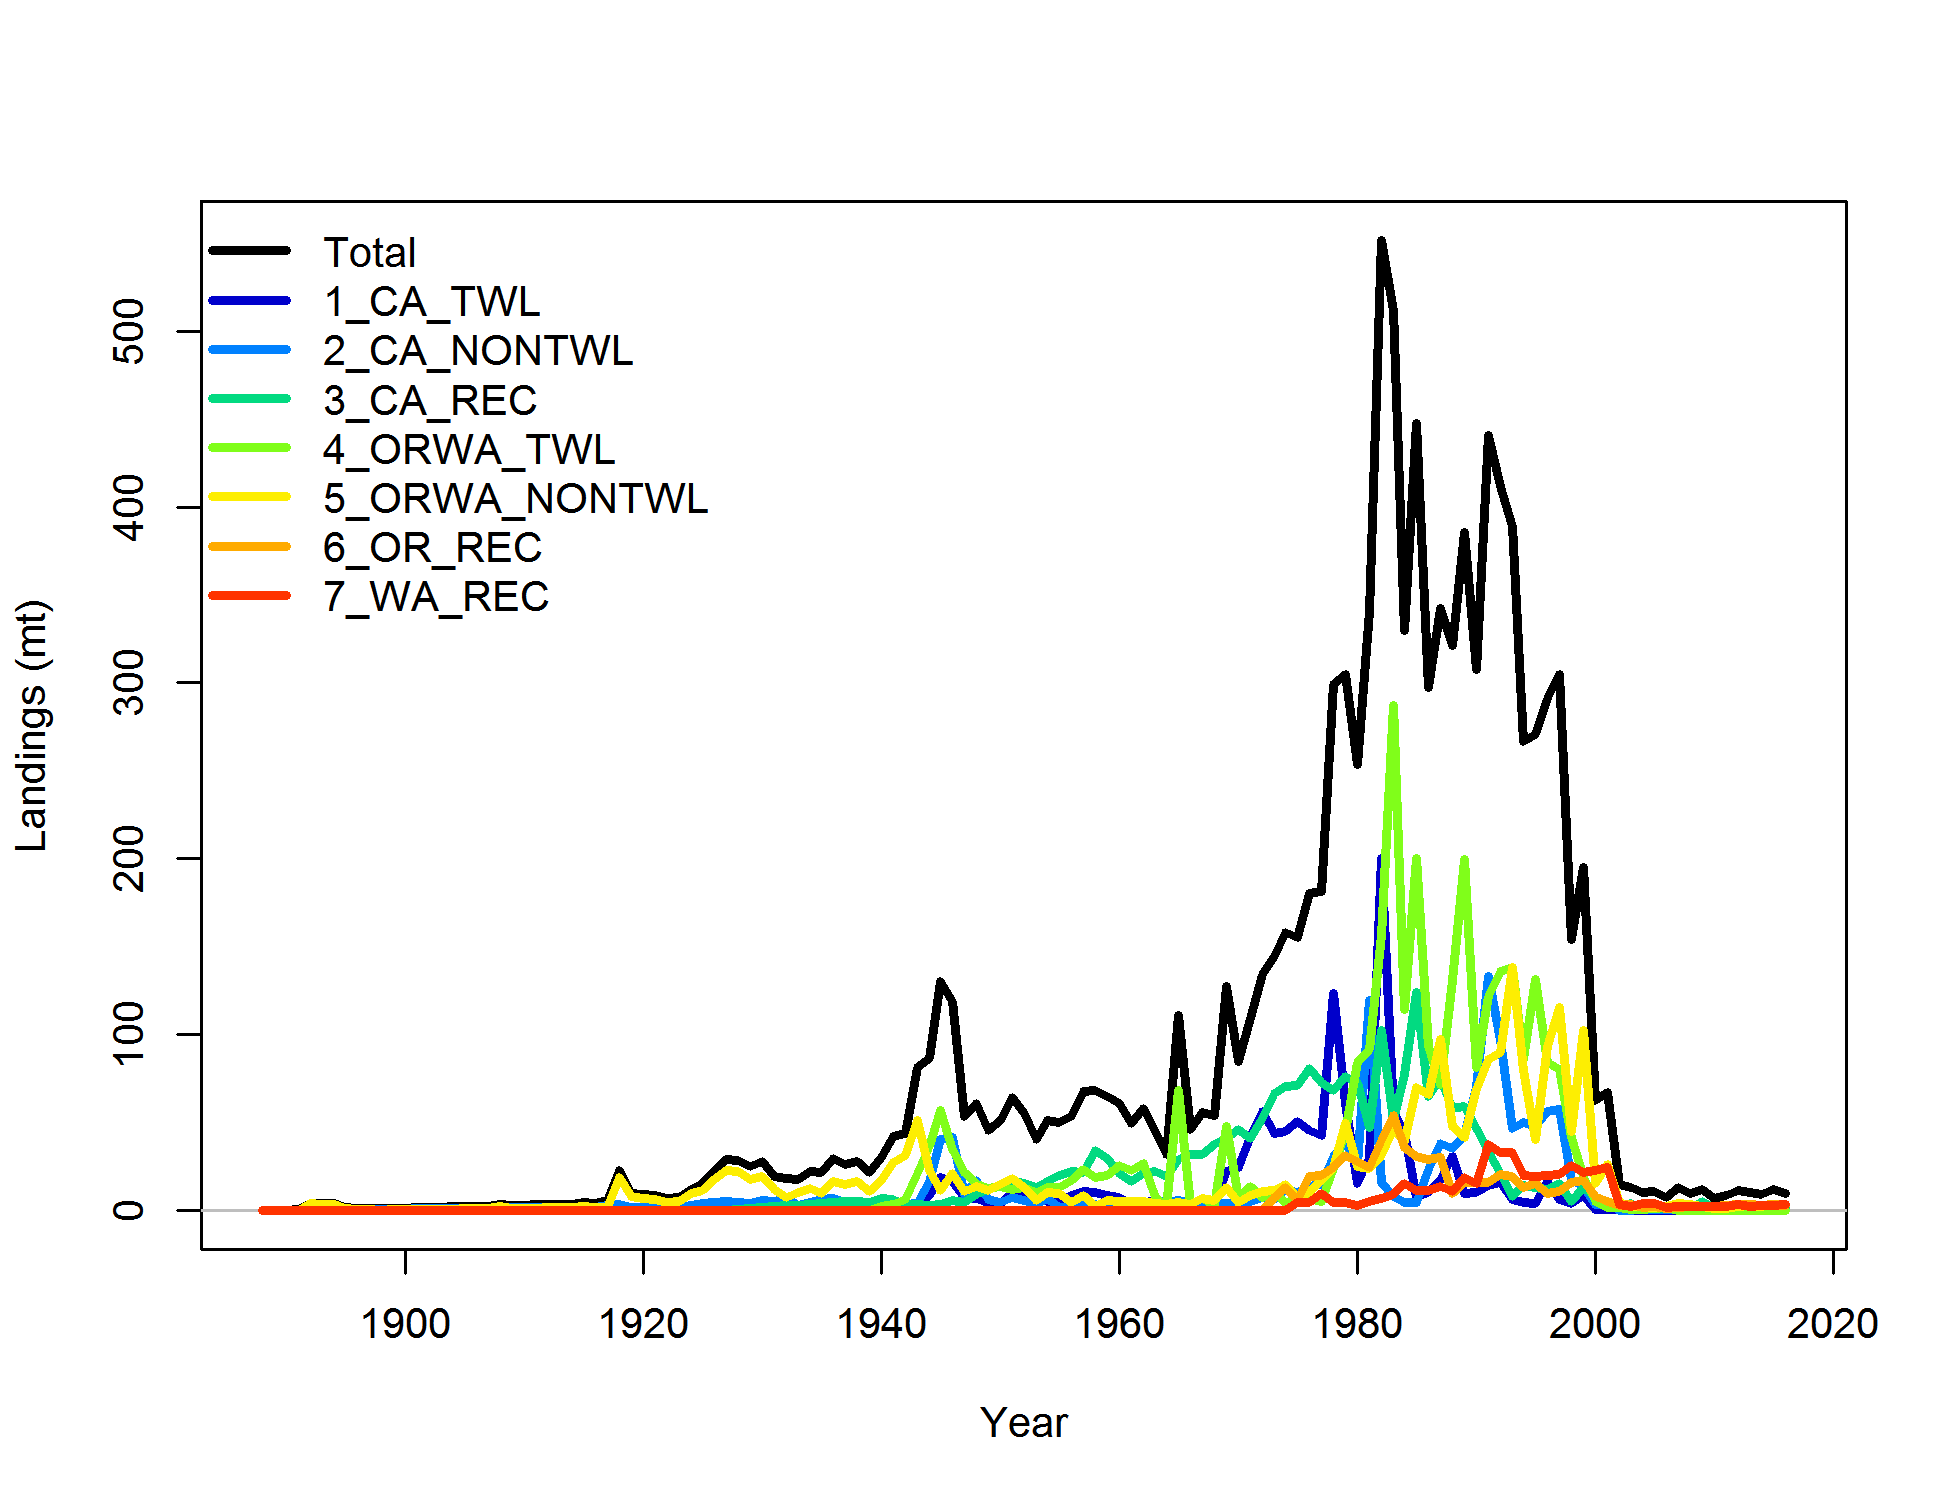 Total
1_CA_TWL
2_CA_NONTWL
3_CA_REC
4_ORWA_TWL
5_ORWA_NONTWL
6_OR_REC
7_WA_REC
Landings (mt)
500
400
300
200
100
0
1900 1920 1940 1960 1980 2000 2020
Year